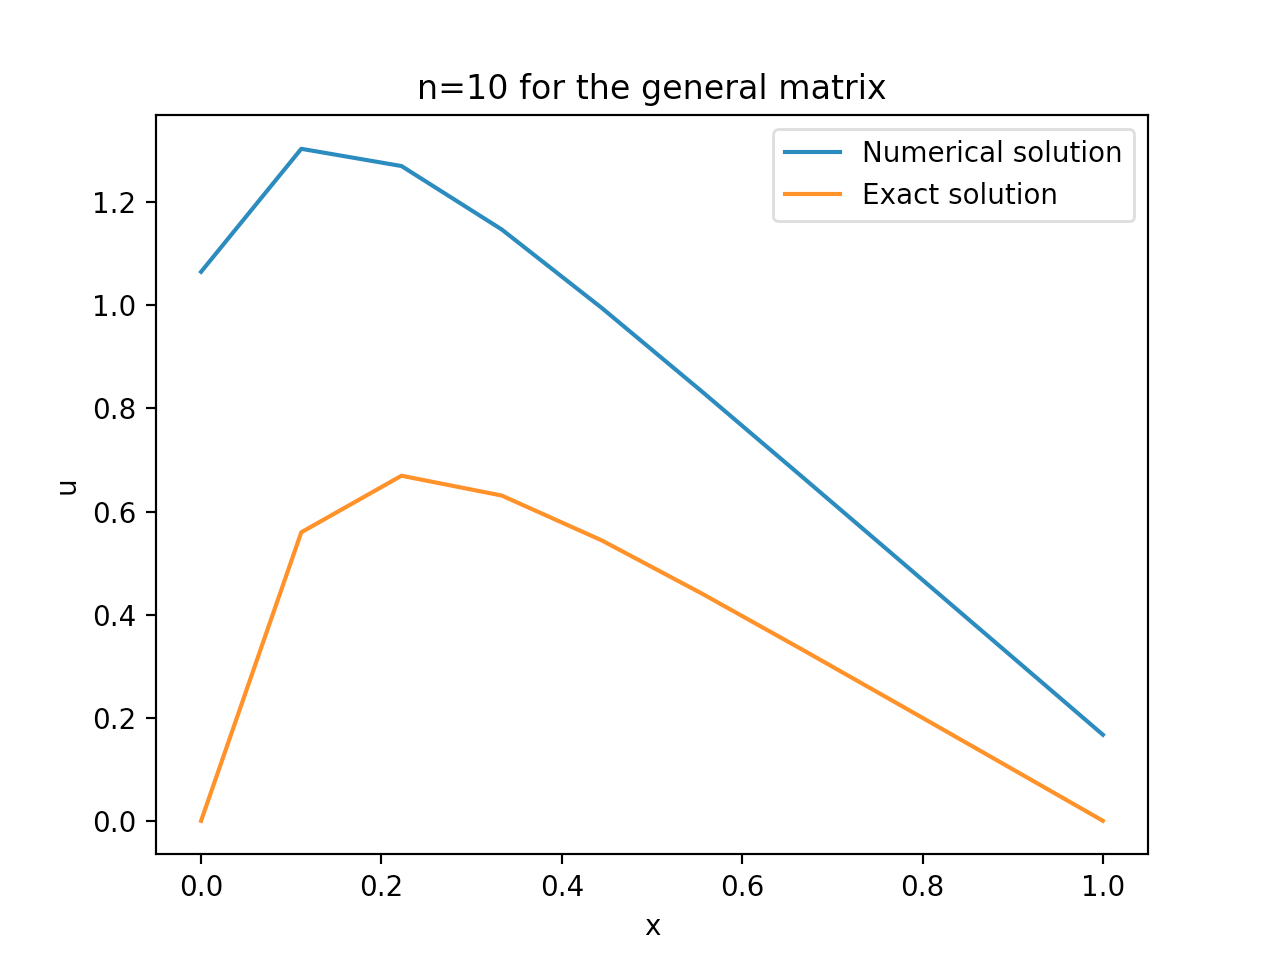 n=10 for the general matrix
Numerical solution
Exact solution
u
1.2
1.0
0.8
0.6
0.4
0.2
0.0
0.0 0.2 0.4 0.6 0.8 1.0
x